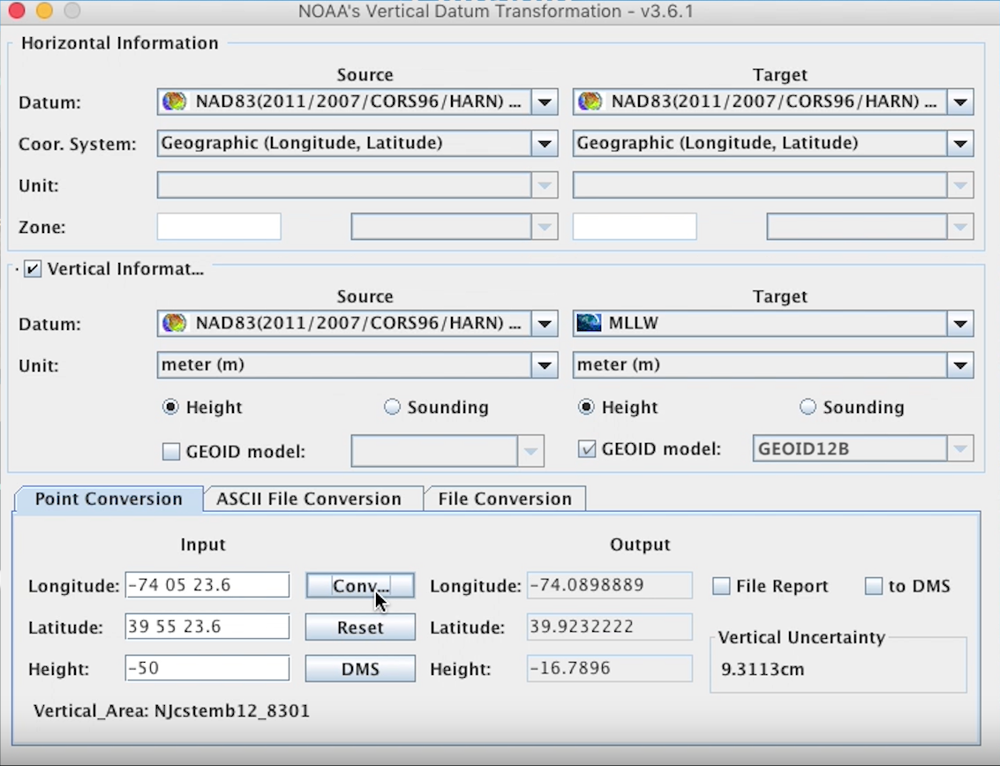 NOAA's Vertical Datum Transformation - v3.6.1
Horizontal Information
Source Target
Datum: NAD83(2011/2007/CORS96/HARN) ... NAD83(2011/2007/CORS96/HARN) ...
Coor. System: Geographic (Longitude, Latitude) Geographic (Longitude, Latitude)
Unit:
Zone:
Vertical Informat...
Source Target
Datum: NAD83(2011/2007/CORS96/HARN) ... MLLW
Unit: meter (m) meter (m)
Height Sounding Height Sounding
GEOID model: GEOID model: GEOID12B
Point Conversion ASCII File Conversion File Conversion
Input Output
Longitude: -74 05 23.6 Conv... Longitude: -74.0898889 File Report to DMS
Latitude: 39 55 23.6 Reset Latitude: 39.9232222 Vertical Uncertainty
Height: -50 DMS Height: -16.7896 9.3113cm
Vertical_Area: NJcstemb12_8301